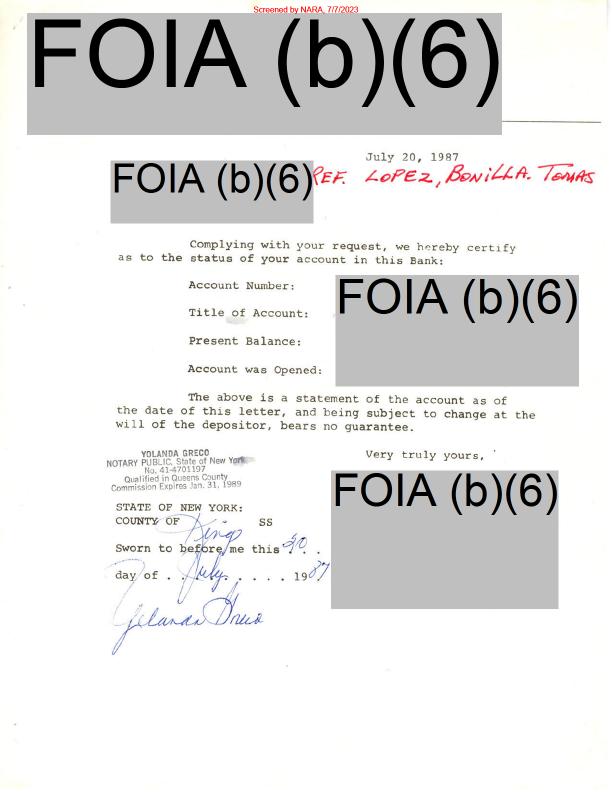 Screened by NARA, 7/7/2023
FOIA (b)(6)
July 20, 1987
FOIA (b)(6)
REF. LOPEZ, BONILLA. TOMAS
Complying with your request, we hereby certify
as to the status of your account in this Bank:
Account Number:
FOIA (b)(6)
Title of Account:
Present Balance:
Account was Opened:
The above is a statement of the account as of
the date of this letter, and being subject to change at the
will of the depositor, bears no guarantee.
Very truly yours,
FOIA (b)(6)
YOLANDA GRECO
NOTARY PUBLIC, State of New York
No. 41-4701197
Qualified in Queens County
Commission Expires Jan. 31, 1989
STATE OF NEW YORK:
COUNTY OF Kings SS
Sworn to before me this 20 . .
day of . . July . . . . . 1987
Yolanda Greco